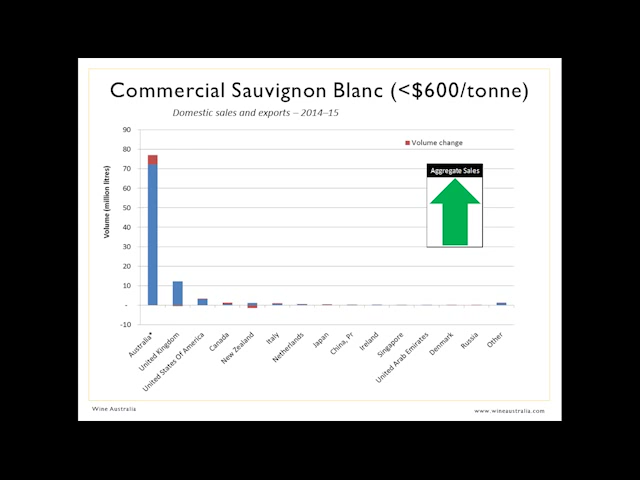 Commercial Sauvignon Blanc (<$600/tonne)
Domestic sales and exports – 2014–15
Volume (million litres)
90
80
70
60
50
40
30
20
10
-
-10
Volume change
Aggregate Sales
Australia*
United Kingdom
United States Of America
Canada
New Zealand
Italy
Netherlands
Japan
China, Pr
Ireland
Singapore
United Arab Emirates
Denmark
Russia
Other
Wine Australia
www.wineaustralia.com